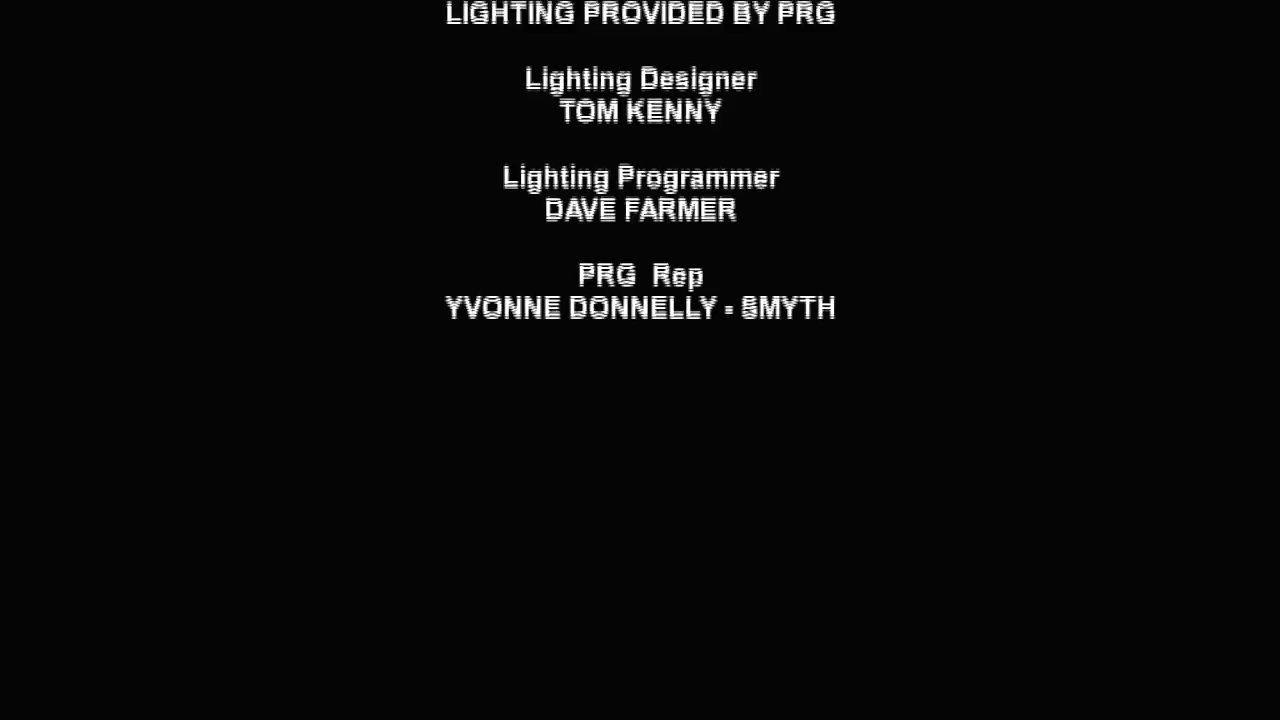 LIGHTING PROVIDED BY PRG
Lighting Designer
TOM KENNY
Lighting Programmer
DAVE FARMER
PRG Rep
YVONNE DONNELLY - SMYTH